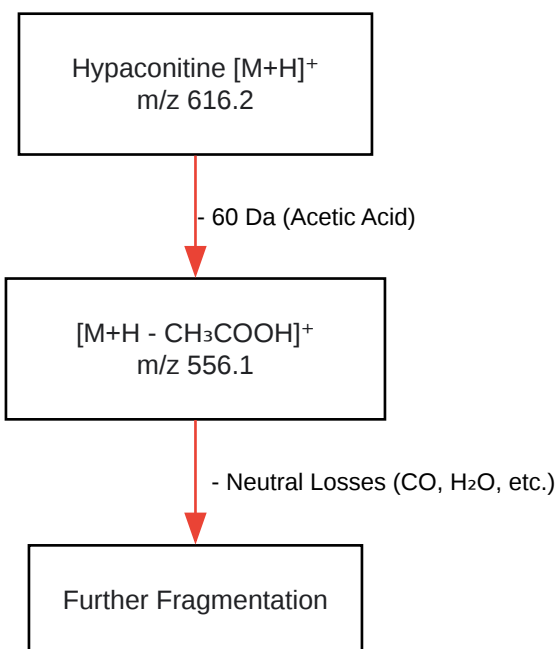 Hypaconitine [M+H]⁺
m/z 616.2
- 60 Da (Acetic Acid)
[M+H - CH₃COOH]⁺
m/z 556.1
- Neutral Losses (CO, H₂O, etc.)
Further Fragmentation